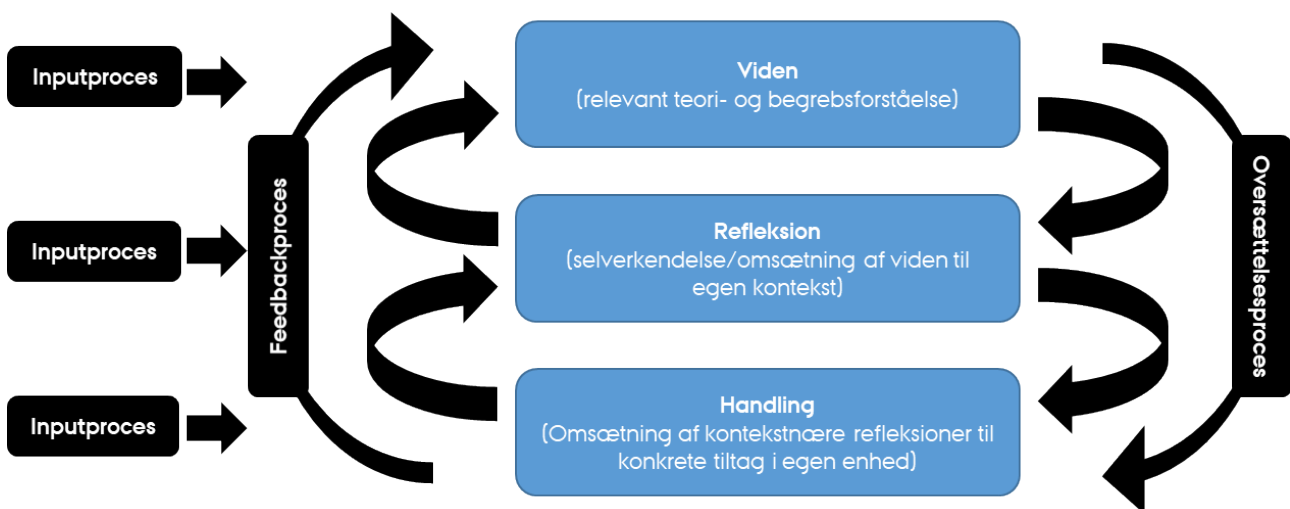 Inputproces
Inputproces
Inputproces
Feedbackproces
Viden
(relevant teori- og begrebsforståelse)
Refleksion
(selverkendelse/omsætning af viden til
egen kontekst)
Handling
(Omsætning af kontekstnære refleksioner til
konkrete tiltag i egen enhed)
Oversættelsesproces